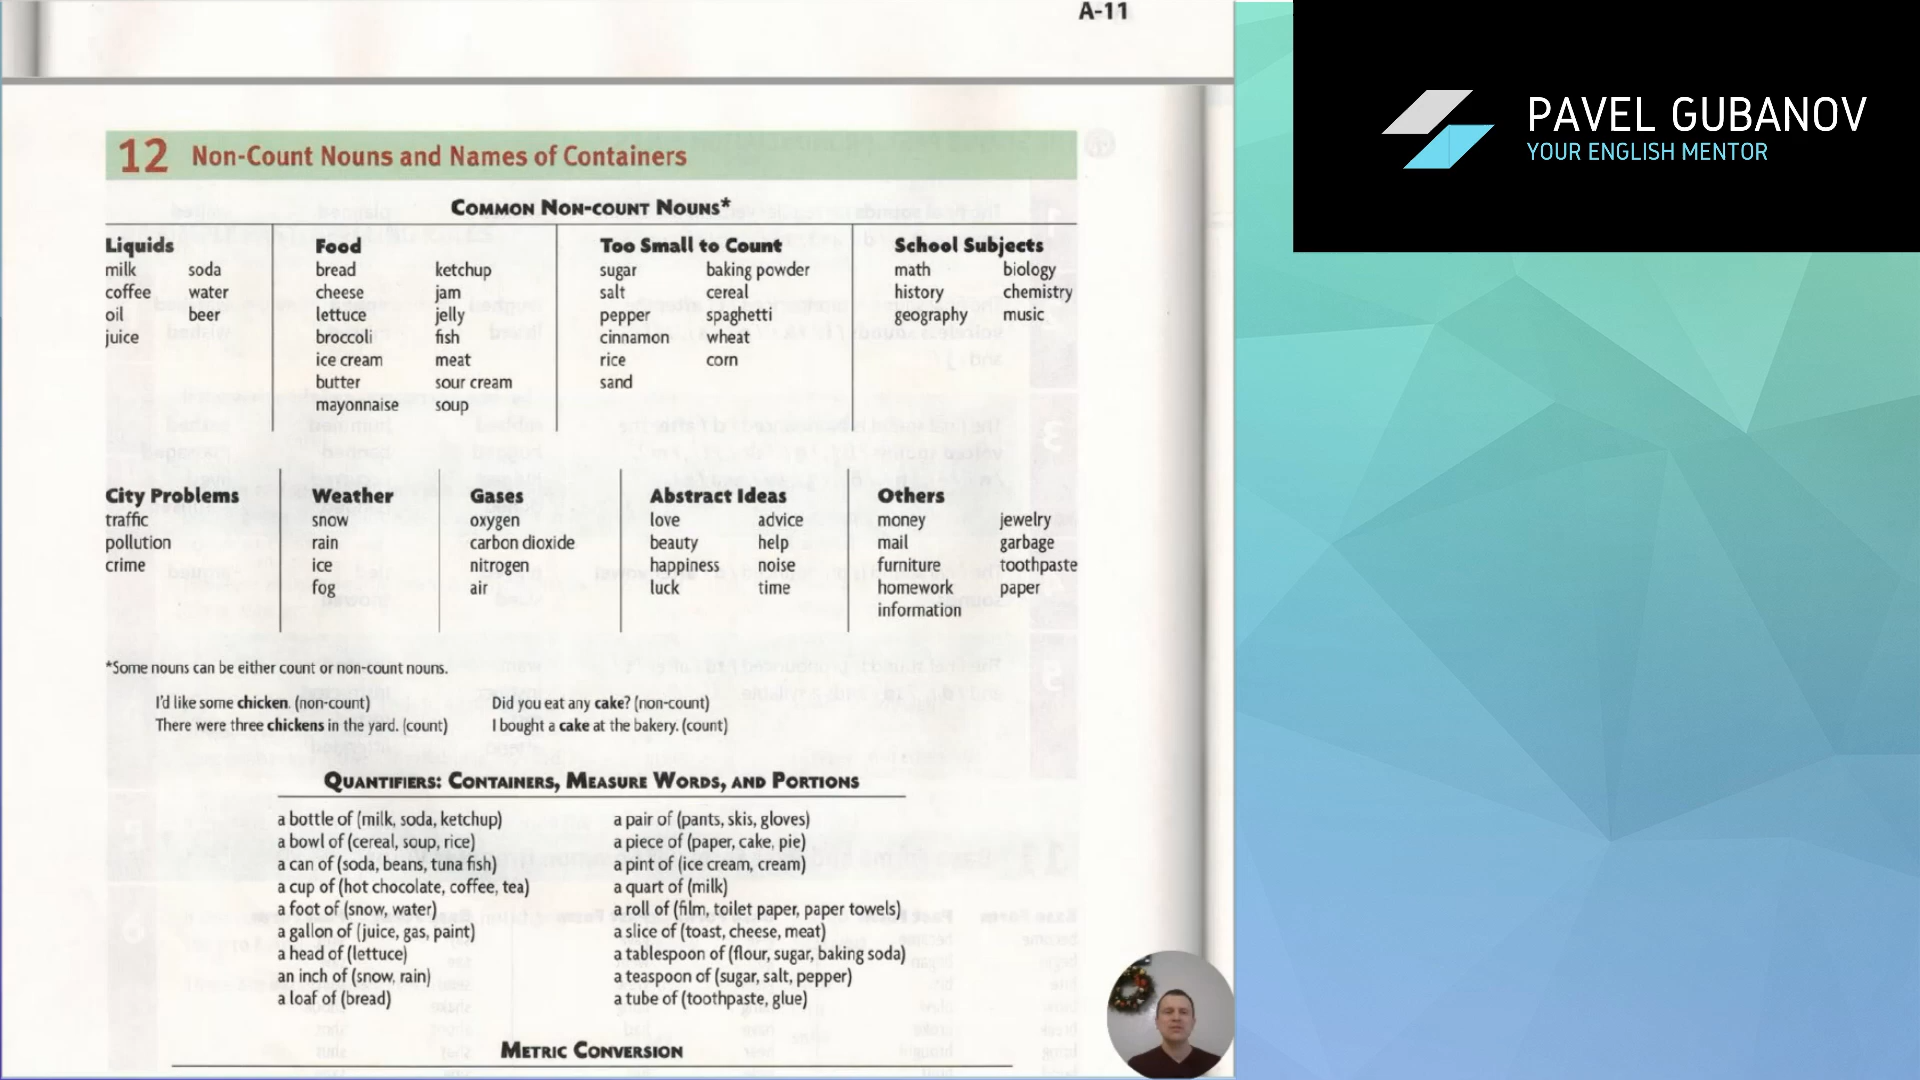 A-11
12 Non-Count Nouns and Names of Containers
Common Non-count Nouns*
Liquids
milk soda
coffee water
oil beer
juice
Food
bread ketchup
cheese jam
lettuce jelly
broccoli fish
ice cream meat
butter sour cream
mayonnaise soup
Too Small to Count
sugar baking powder
salt cereal
pepper spaghetti
cinnamon wheat
rice corn
sand
School Subjects
math biology
history chemistry
geography music
City Problems
traffic
pollution
crime
Weather
snow
rain
ice
fog
Gases
oxygen
carbon dioxide
nitrogen
air
Abstract Ideas
love advice
beauty help
happiness noise
luck time
Others
money jewelry
mail garbage
furniture toothpaste
homework paper
information
*Some nouns can be either count or non-count nouns.
I'd like some chicken. (non-count) Did you eat any cake? (non-count)
There were three chickens in the yard. (count) I bought a cake at the bakery. (count)
Quantifiers: Containers, Measure Words, and Portions
a bottle of (milk, soda, ketchup)
a bowl of (cereal, soup, rice)
a can of (soda, beans, tuna fish)
a cup of (hot chocolate, coffee, tea)
a foot of (snow, water)
a gallon of (juice, gas, paint)
a head of (lettuce)
an inch of (snow, rain)
a loaf of (bread)
a pair of (pants, skis, gloves)
a piece of (paper, cake, pie)
a pint of (ice cream, cream)
a quart of (milk)
a roll of (film, toilet paper, paper towels)
a slice of (toast, cheese, meat)
a tablespoon of (flour, sugar, baking soda)
a teaspoon of (sugar, salt, pepper)
a tube of (toothpaste, glue)
Metric Conversion
PAVEL GUBANOV
YOUR ENGLISH MENTOR